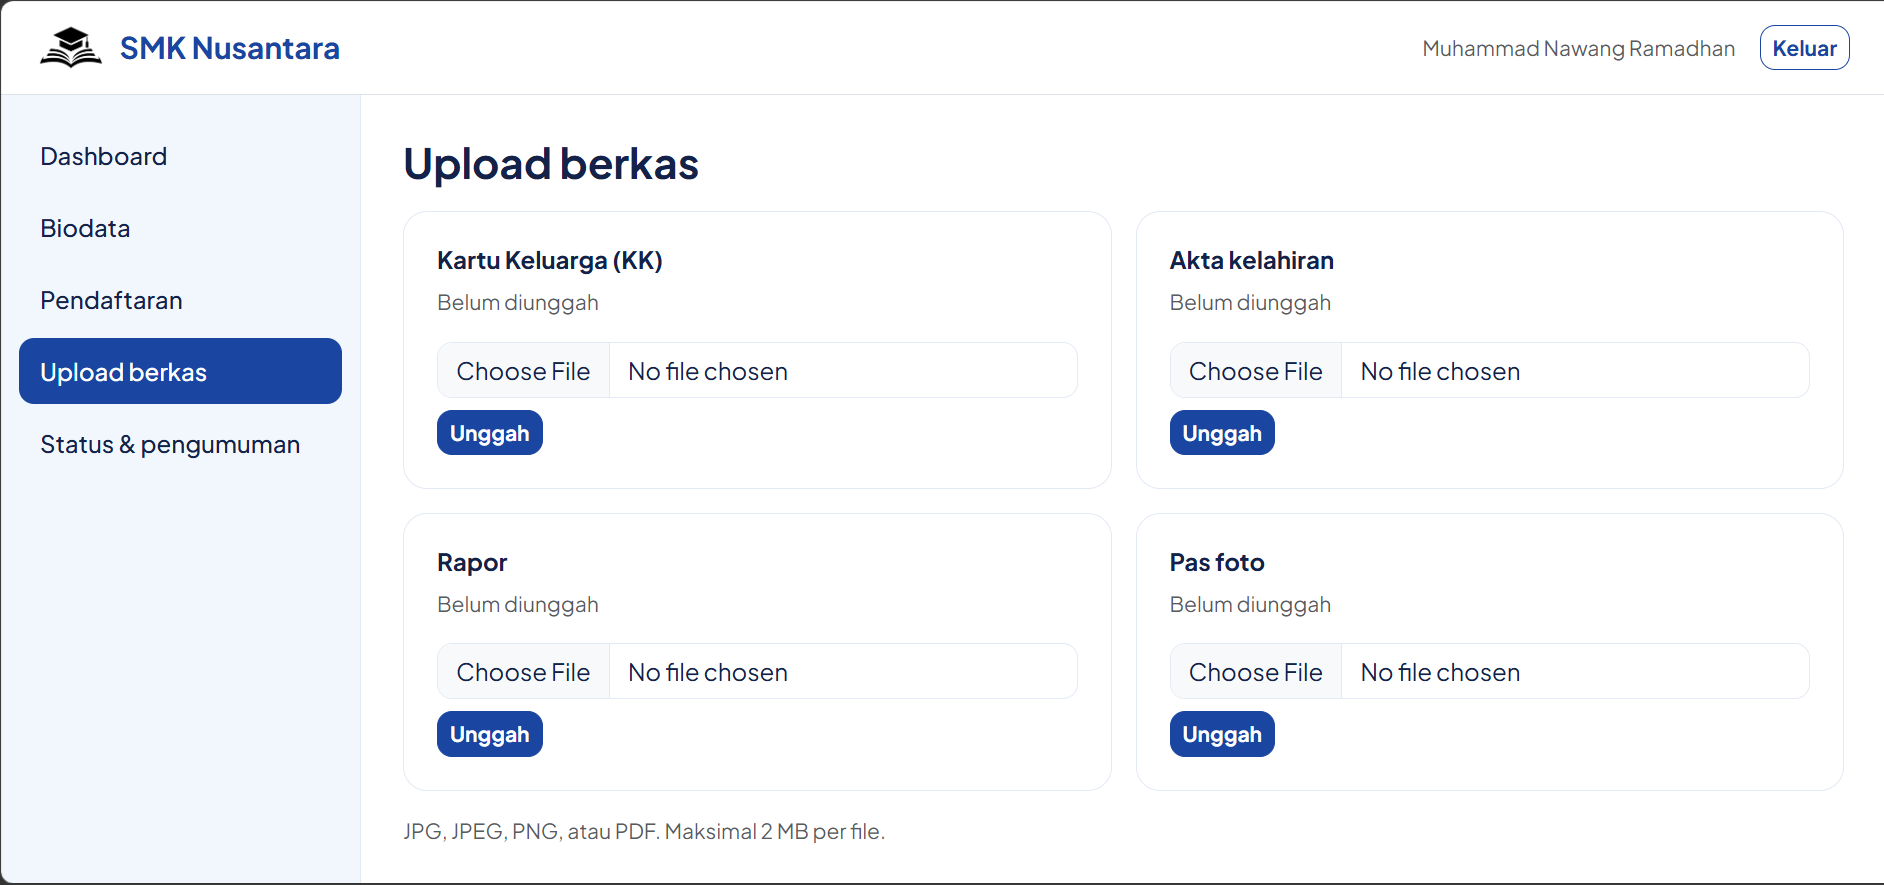 SMK Nusantara
Muhammad Nawang Ramadhan
Keluar
Dashboard
Biodata
Pendaftaran
Upload berkas
Status & pengumuman
Upload berkas
Kartu Keluarga (KK)
Belum diunggah
Choose File No file chosen
Unggah
Akta kelahiran
Belum diunggah
Choose File No file chosen
Unggah
Rapor
Belum diunggah
Choose File No file chosen
Unggah
Pas foto
Belum diunggah
Choose File No file chosen
Unggah
JPG, JPEG, PNG, atau PDF. Maksimal 2 MB per file.